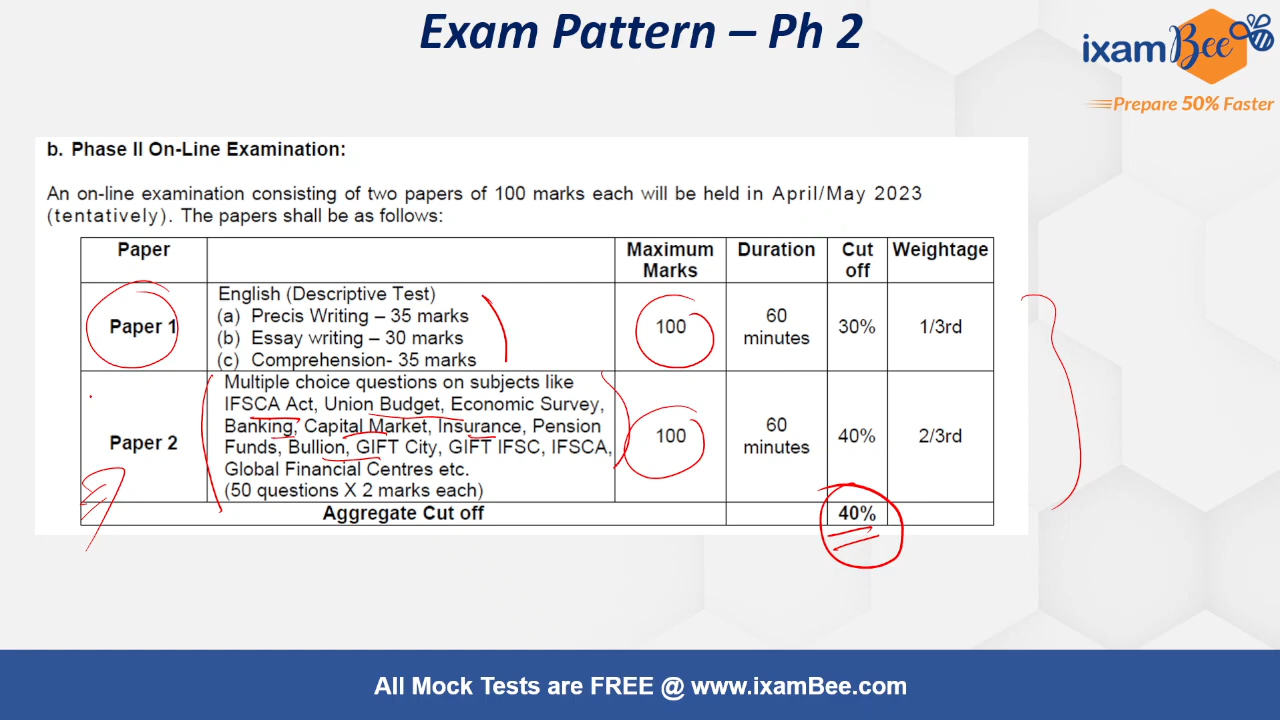 Exam Pattern – Ph 2
ixamBee
Prepare 50% Faster
b. Phase II On-Line Examination:
An on-line examination consisting of two papers of 100 marks each will be held in April/May 2023
(tentatively). The papers shall be as follows:
Paper Maximum Marks Duration Cut off Weightage
Paper 1
English (Descriptive Test)
(a) Precis Writing – 35 marks
(b) Essay writing – 30 marks
(c) Comprehension- 35 marks
100
60
minutes
30%
1/3rd
Paper 2
Multiple choice questions on subjects like
IFSCA Act, Union Budget, Economic Survey,
Banking, Capital Market, Insurance, Pension
Funds, Bullion, GIFT City, GIFT IFSC, IFSCA,
Global Financial Centres etc.
(50 questions X 2 marks each)
100
60
minutes
40%
2/3rd
Aggregate Cut off 40%
All Mock Tests are FREE @ www.ixamBee.com